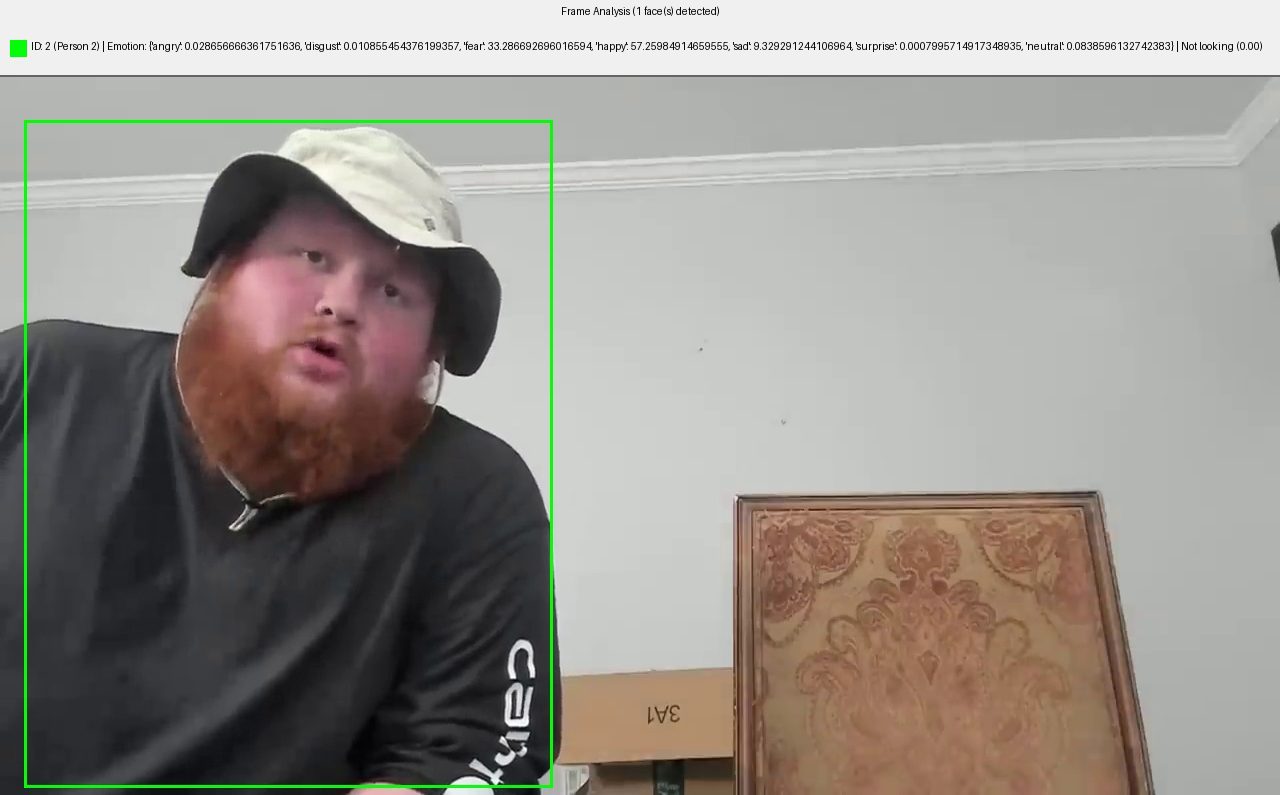 Frame Analysis (1 face(s) detected)
ID: 2 (Person 2) | Emotion: {'angry': 0.028656666361751636, 'disgust': 0.010855454376199357, 'fear': 33.286692696016594, 'happy': 57.25984914659555, 'sad': 9.329291244106964, 'surprise': 0.0007995714917348935, 'neutral': 0.0838596132742383} | Not looking (0.00)
3A1